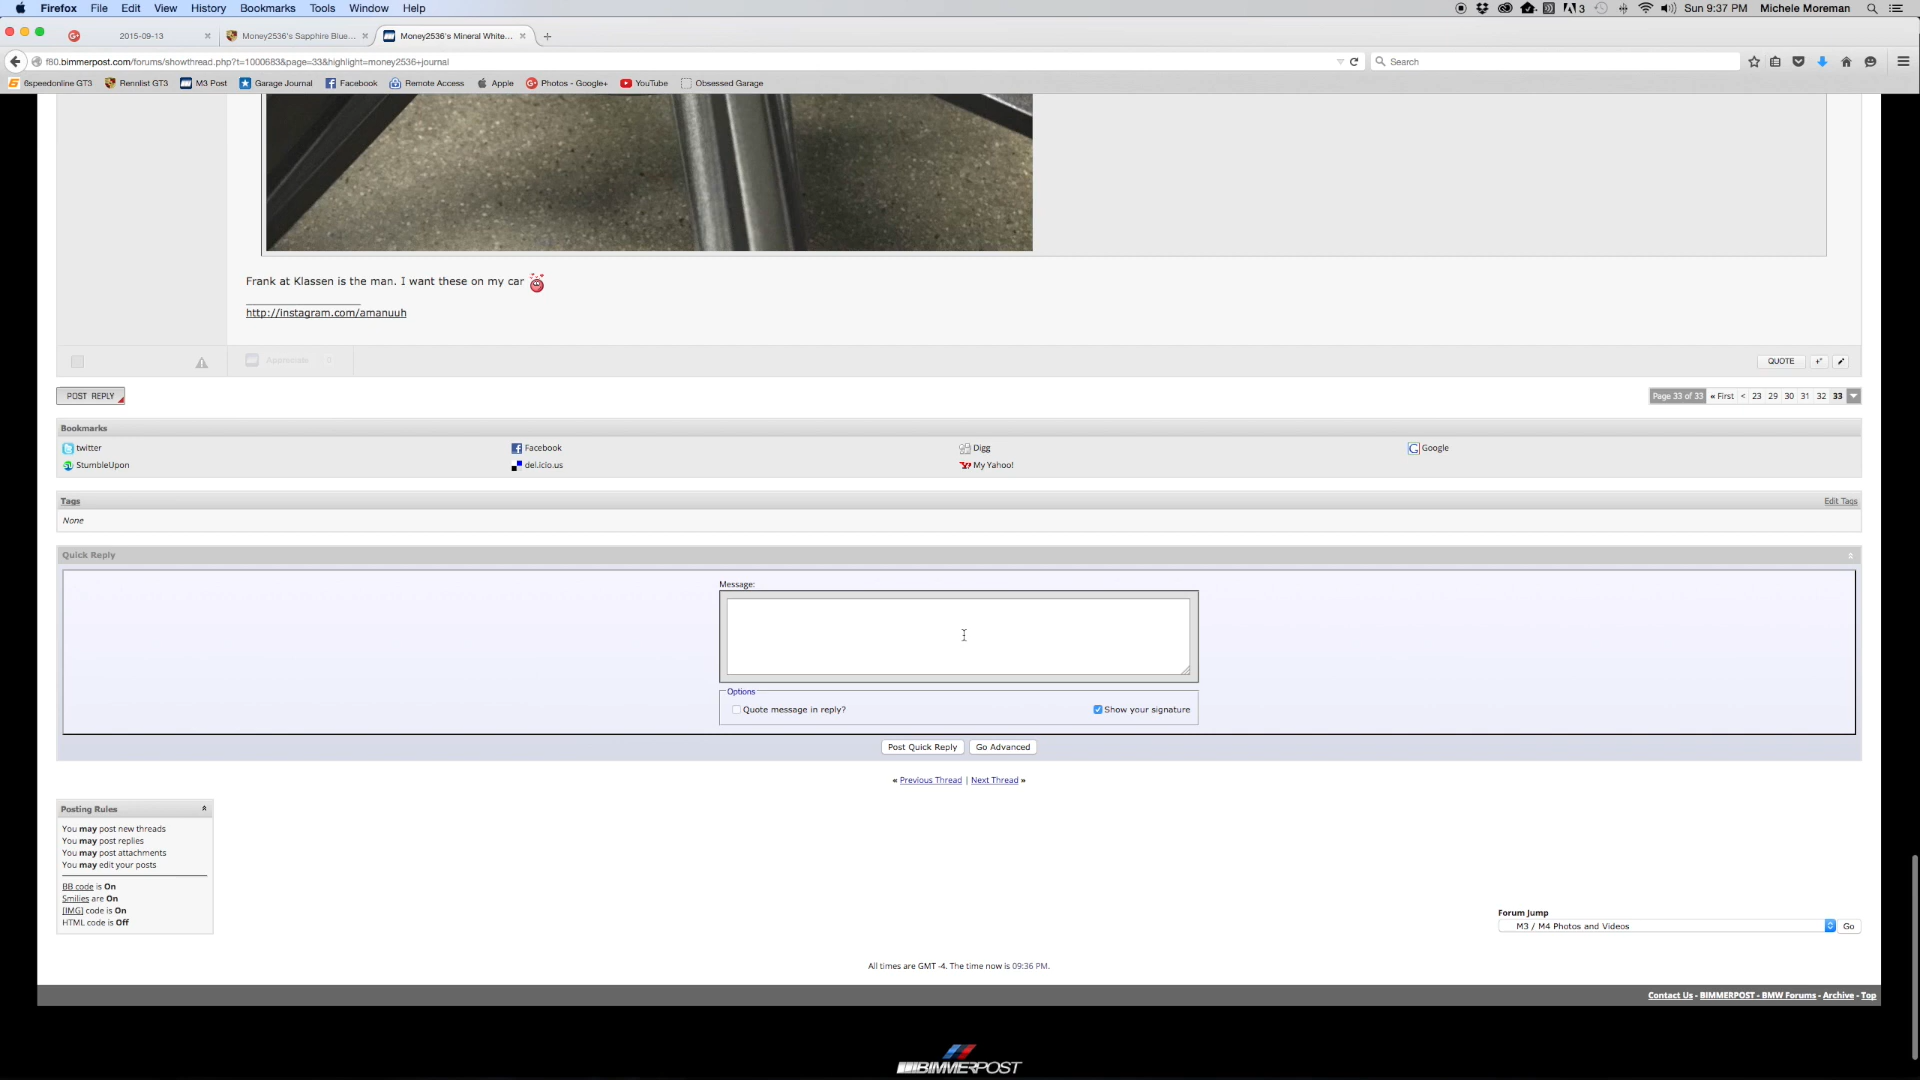 Firefox File Edit View History Bookmarks Tools Window Help 3 Sun 9:37 PM Michele Moreman
2015-09-13 Money2536's Sapphire Blue... Money2536's Mineral White...
f80.bimmerpost.com/forums/showthread.php?t=1000683&page=33&highlight=money2536+journal Search
6speedonline GT3 Rennlist GT3 M3 Post Garage Journal Facebook Remote Access Apple Photos - Google+ YouTube Obsessed Garage
Frank at Klassen is the man. I want these on my car
http://instagram.com/amanuuh
Appreciate 0 QUOTE
POST REPLY Page 33 of 33 « First < 23 29 30 31 32 33
Bookmarks
twitter Facebook Digg Google
StumbleUpon del.icio.us My Yahoo!
Tags Edit Tags
None
Quick Reply
Message:
Options
Quote message in reply? Show your signature
Post Quick Reply Go Advanced
« Previous Thread | Next Thread »
Posting Rules
You may post new threads
You may post replies
You may post attachments
You may edit your posts
BB code is On
Smilies are On
[IMG] code is On
HTML code is Off
Forum Jump
M3 / M4 Photos and Videos Go
All times are GMT -4. The time now is 09:36 PM.
Contact Us - BIMMERPOST - BMW Forums - Archive - Top
BIMMERPOST